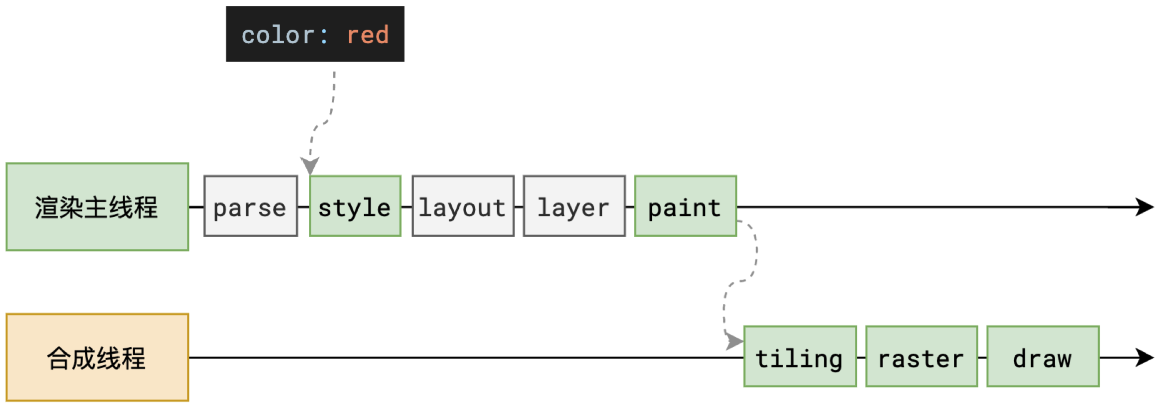 color: red
渲染主线程
parse
style
layout
layer
paint
合成线程
tiling
raster
draw